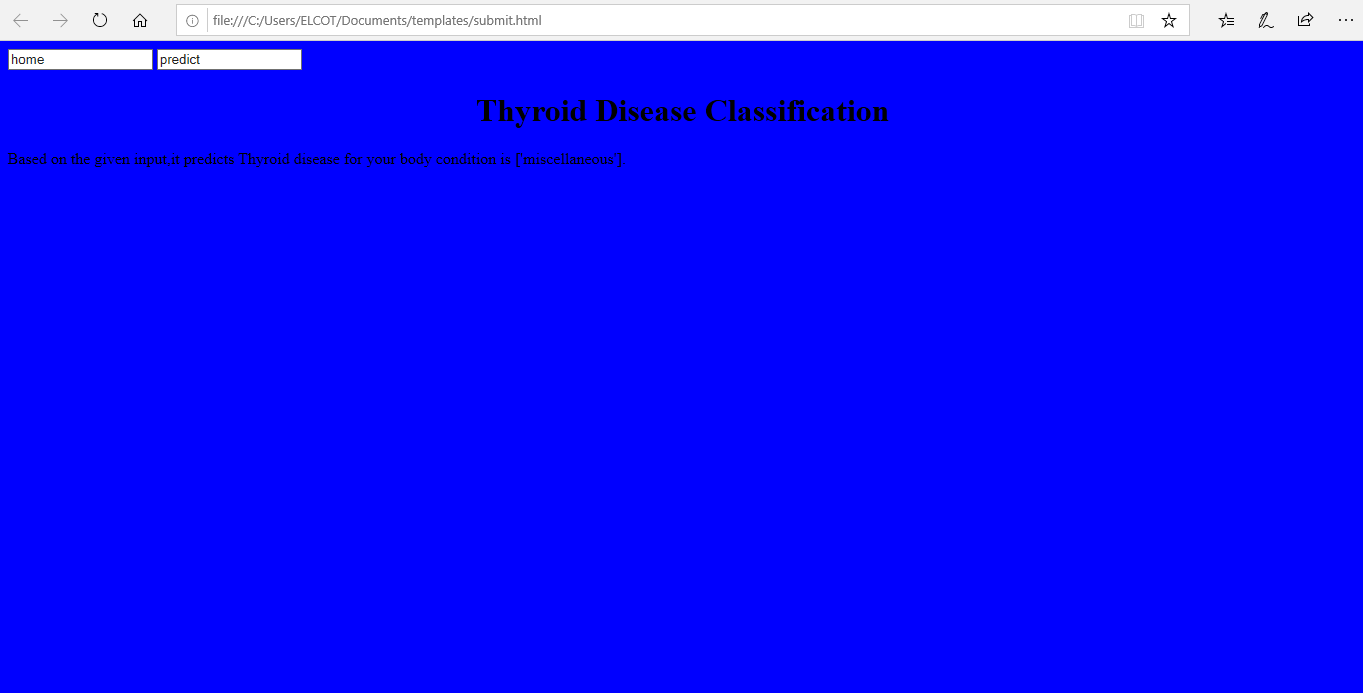 file:///C:/Users/ELCOT/Documents/templates/submit.html
home predict
Thyroid Disease Classification
Based on the given input it predicts Thyroid disease for your body condition is ['miscellaneous']